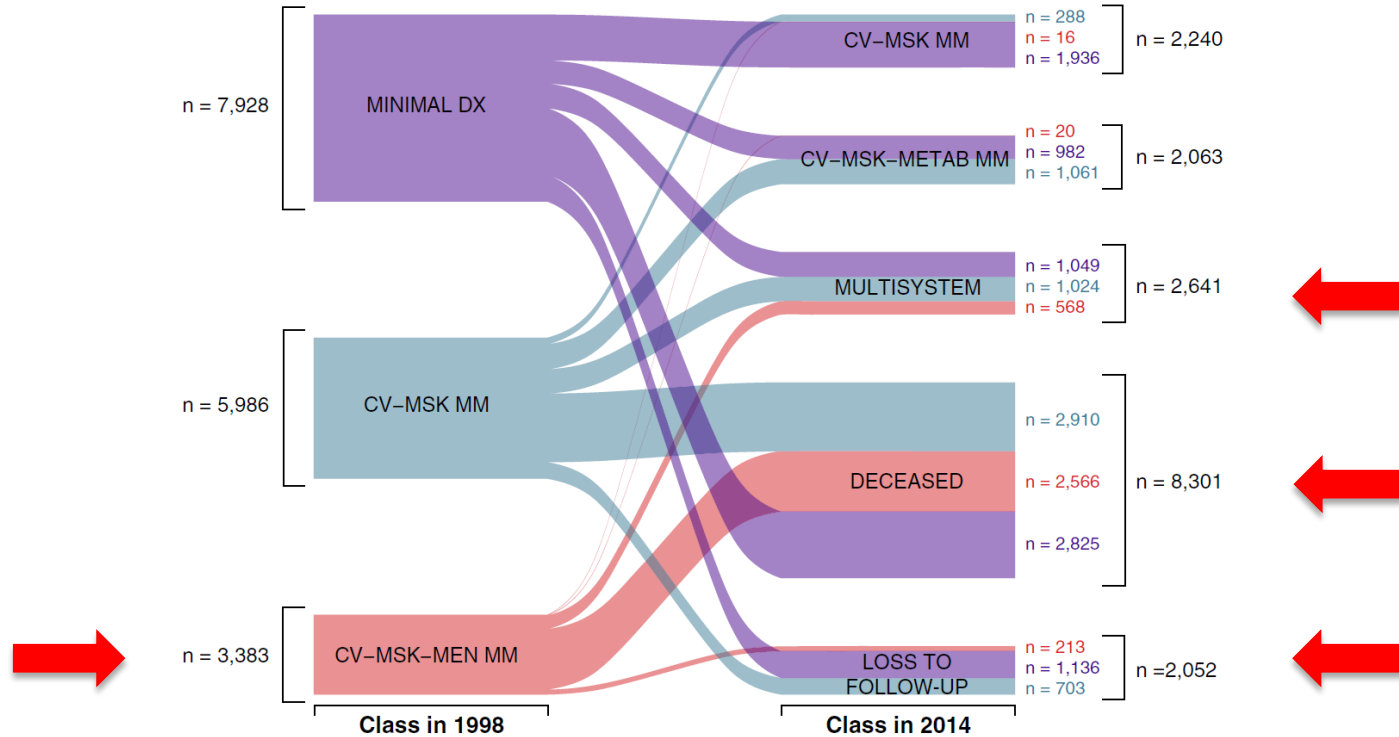 n = 7,928
MINIMAL DX
n = 5,986
CV−MSK MM
n = 3,383
CV−MSK−MEN MM
Class in 1998
CV−MSK MM
n = 288
n = 16
n = 1,936
n = 2,240
CV−MSK−METAB MM
n = 20
n = 982
n = 1,061
n = 2,063
MULTISYSTEM
n = 1,049
n = 1,024
n = 568
n = 2,641
DECEASED
n = 2,910
n = 2,566
n = 2,825
n = 8,301
LOSS TO
FOLLOW-UP
n = 213
n = 1,136
n = 703
n =2,052
Class in 2014